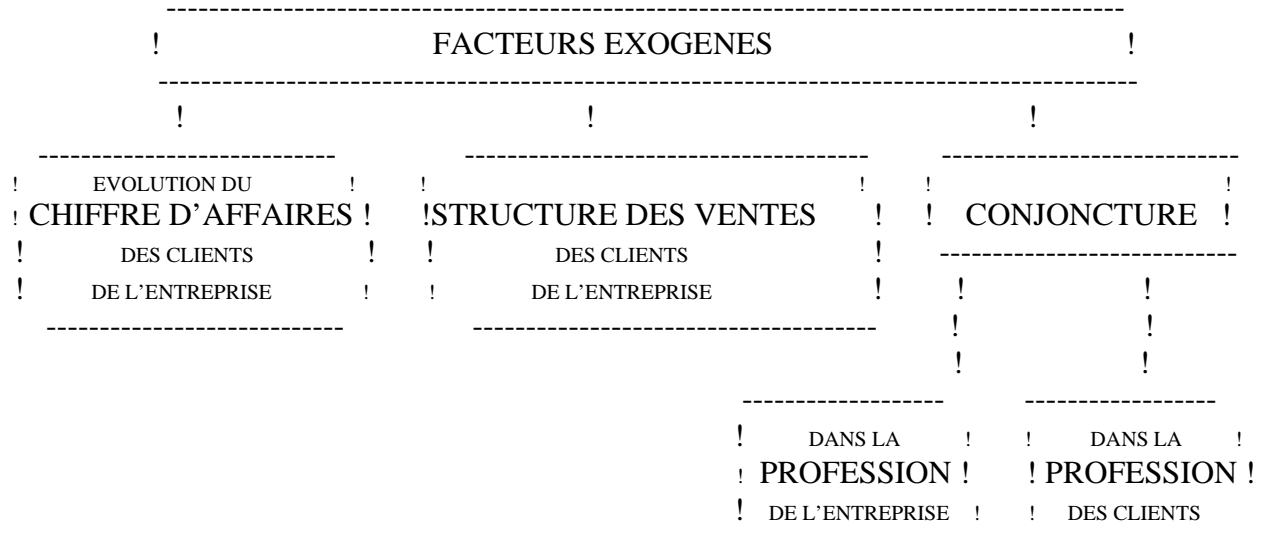 FACTEURS EXOGENES
EVOLUTION DU
CHIFFRE D’AFFAIRES
DES CLIENTS
DE L’ENTREPRISE
STRUCTURE DES VENTES
DES CLIENTS
DE L’ENTREPRISE
CONJONCTURE
DANS LA
PROFESSION
DE L’ENTREPRISE
DANS LA
PROFESSION
DES CLIENTS